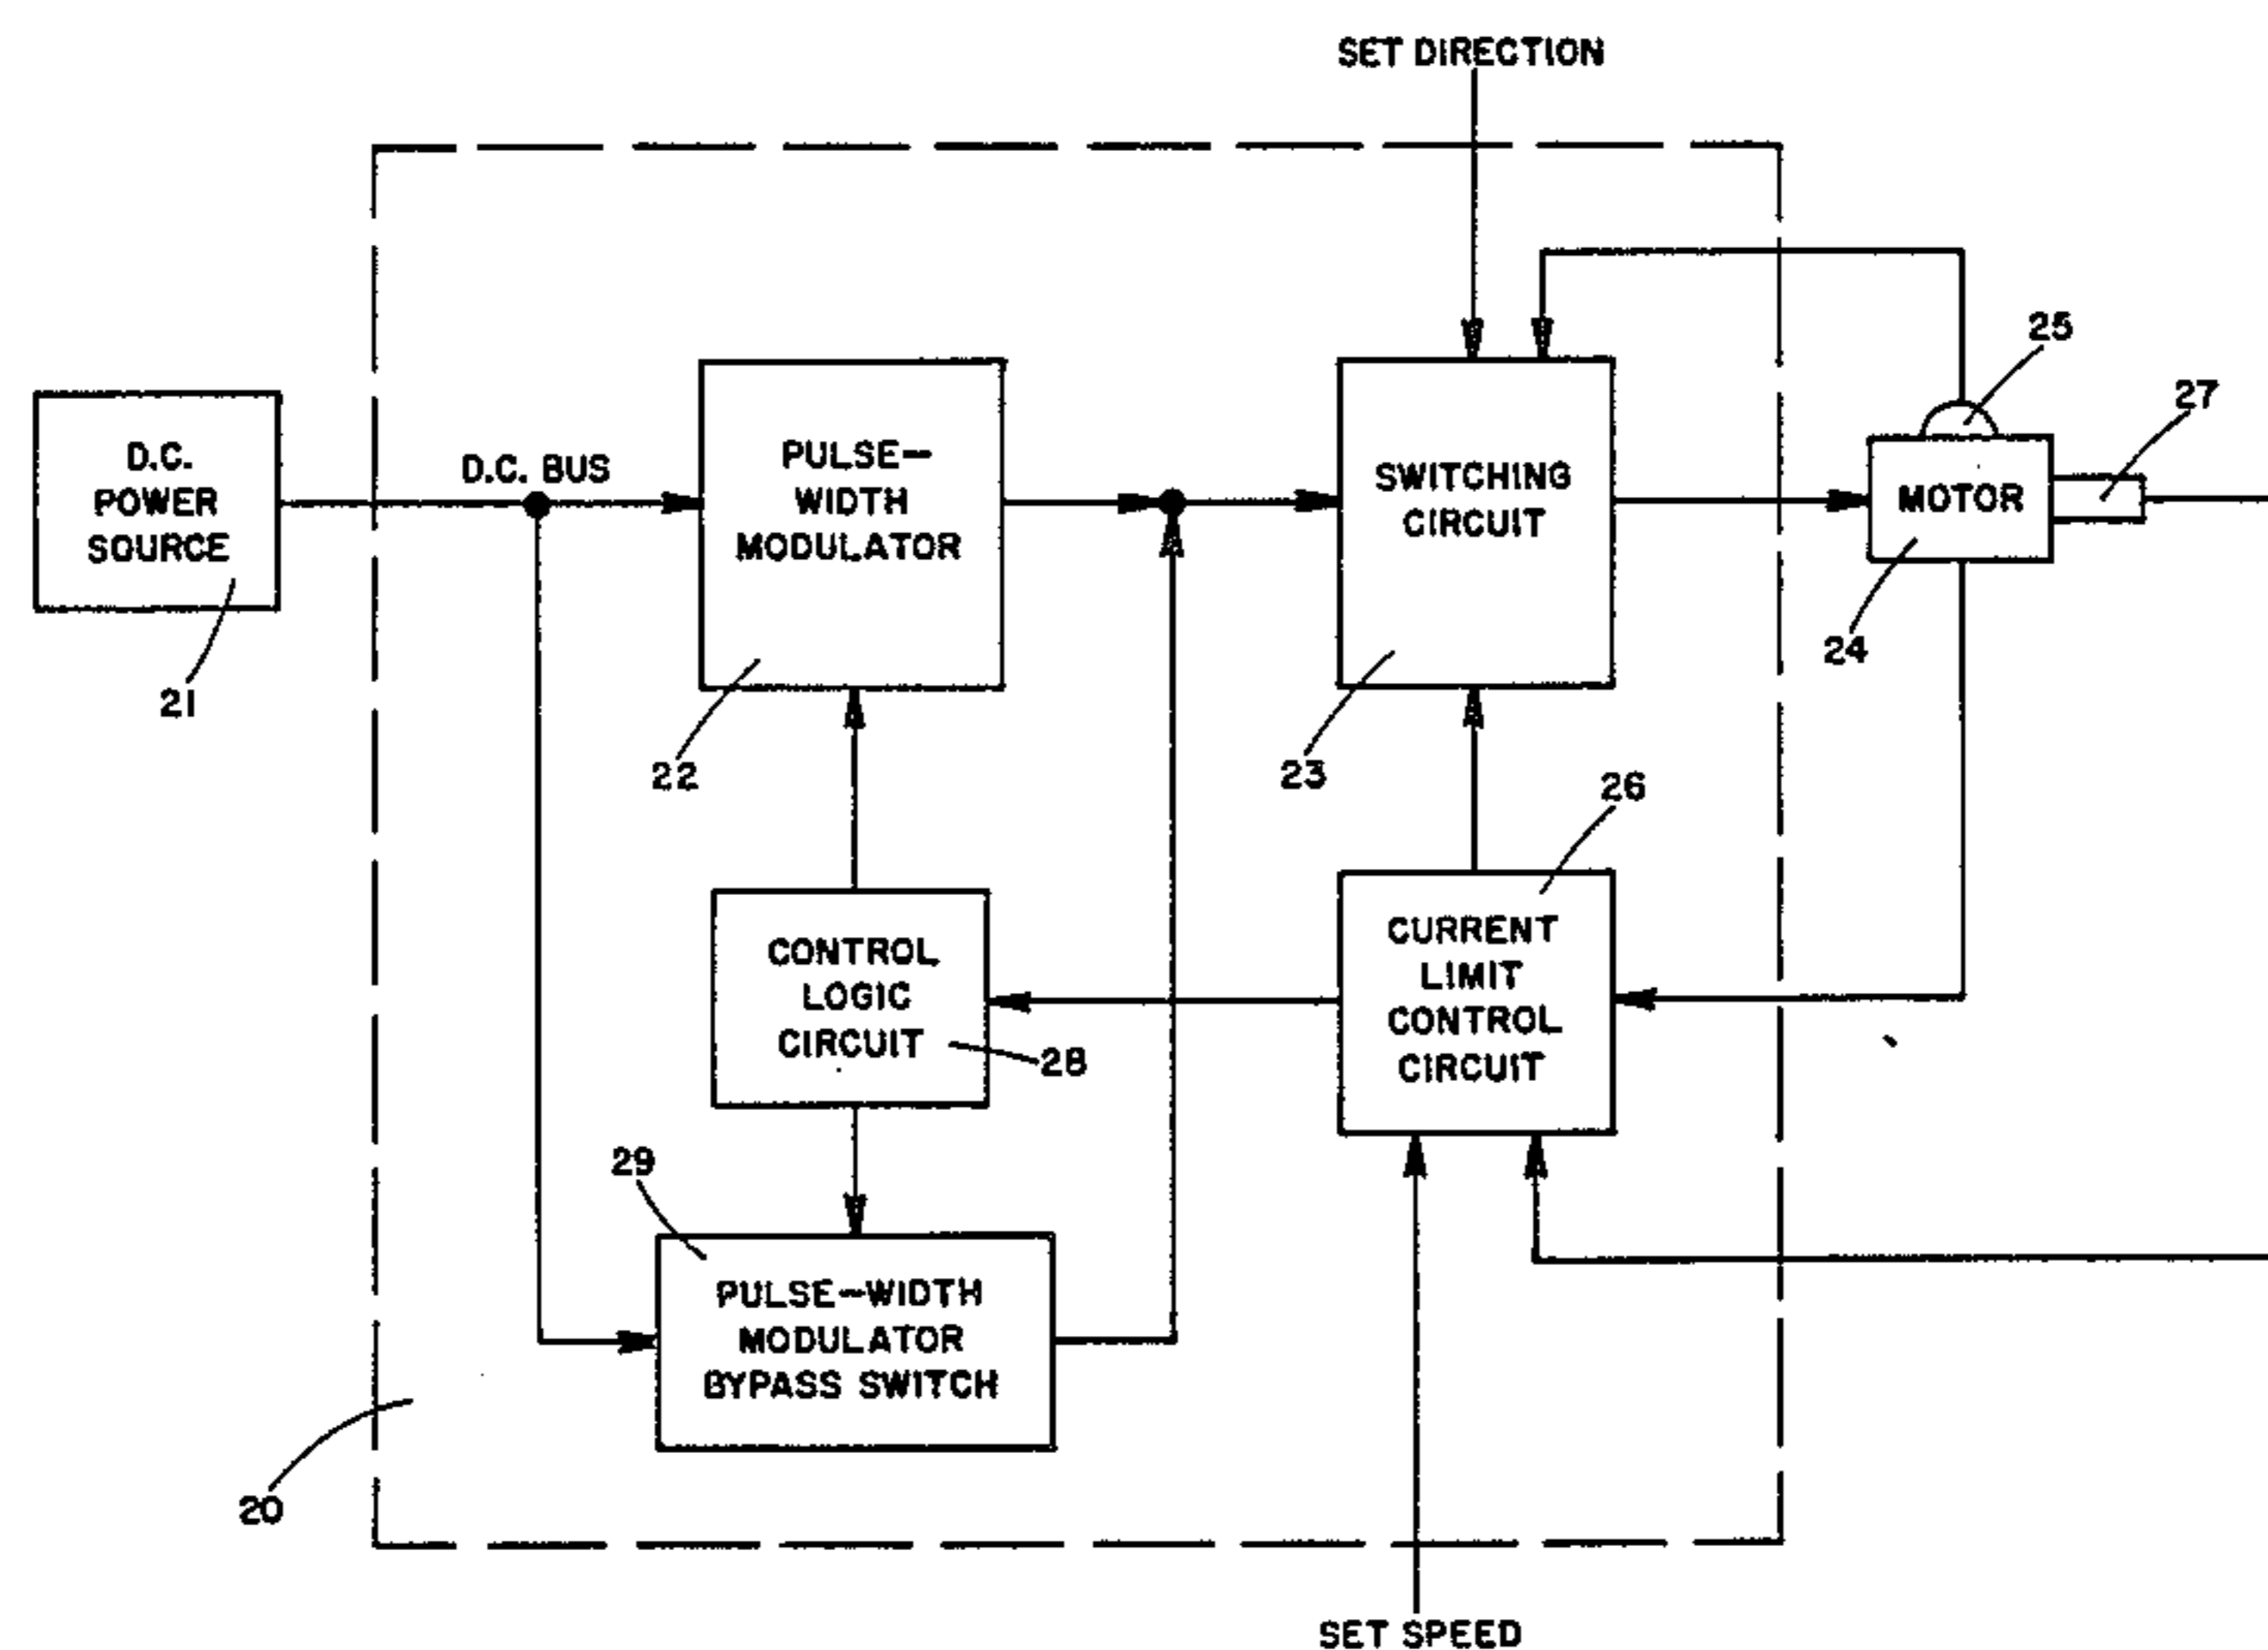 SET DIRECTION
D.C.
POWER
SOURCE
21
D.C. BUS
PULSE-
WIDTH
MODULATOR
22
SWITCHING
CIRCUIT
23
25
27
MOTOR
24
26
CURRENT
LIMIT
CONTROL
CIRCUIT
CONTROL
LOGIC
CIRCUIT
28
29
PULSE-WIDTH
MODULATOR
BYPASS SWITCH
20
SET SPEED